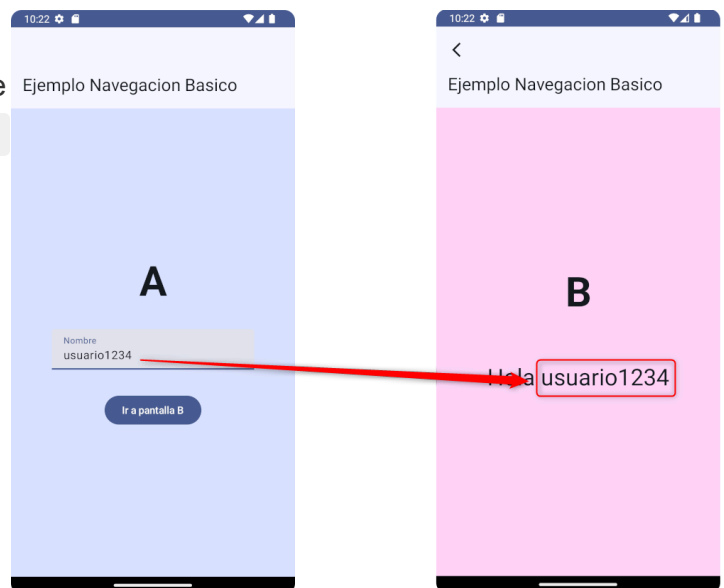 10:22
e Ejemplo Navegacion Basico
A
Nombre
usuario1234
Ir a pantalla B
10:22
Ejemplo Navegacion Basico
B
Hola usuario1234